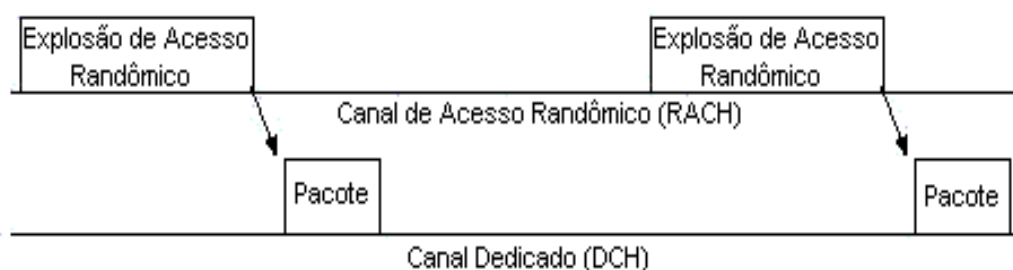 Explosão de Acesso
Randômico
Explosão de Acesso
Randômico
Canal de Acesso Randômico (RACH)
Pacote
Pacote
Canal Dedicado (DCH)